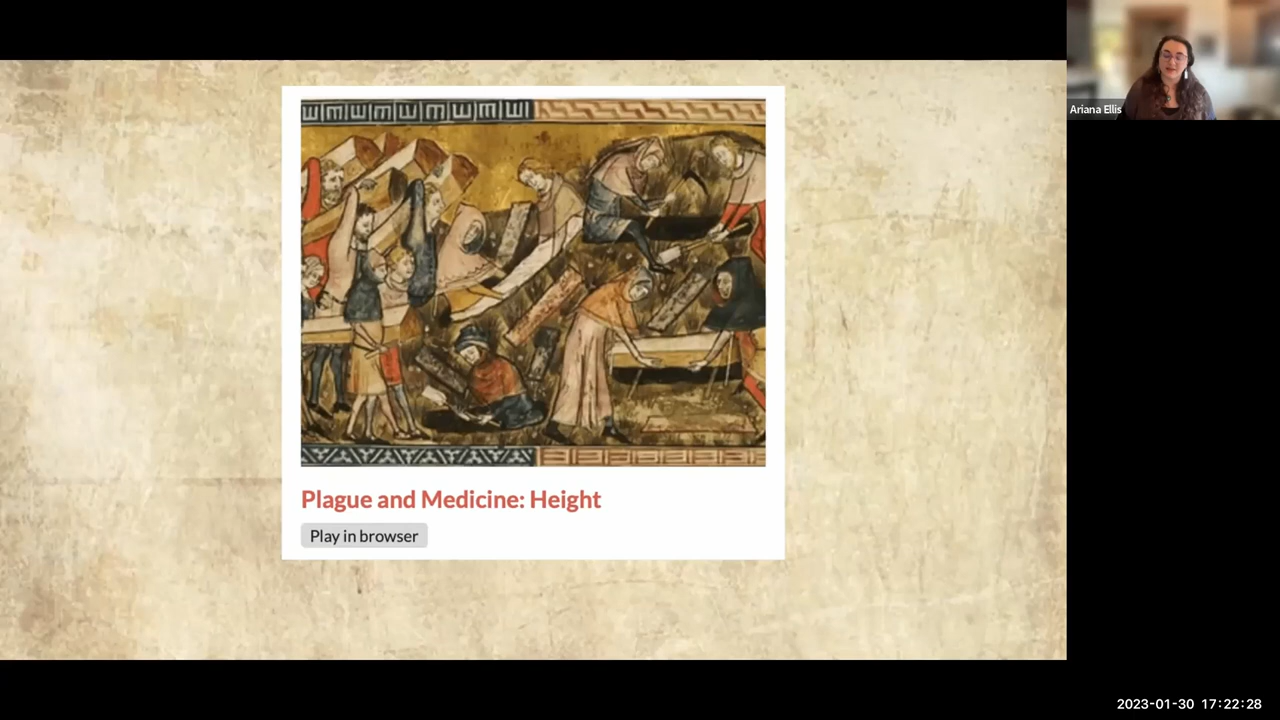 Ariana Ellis
Plague and Medicine: Height
Play in browser
2023-01-30 17:22:28